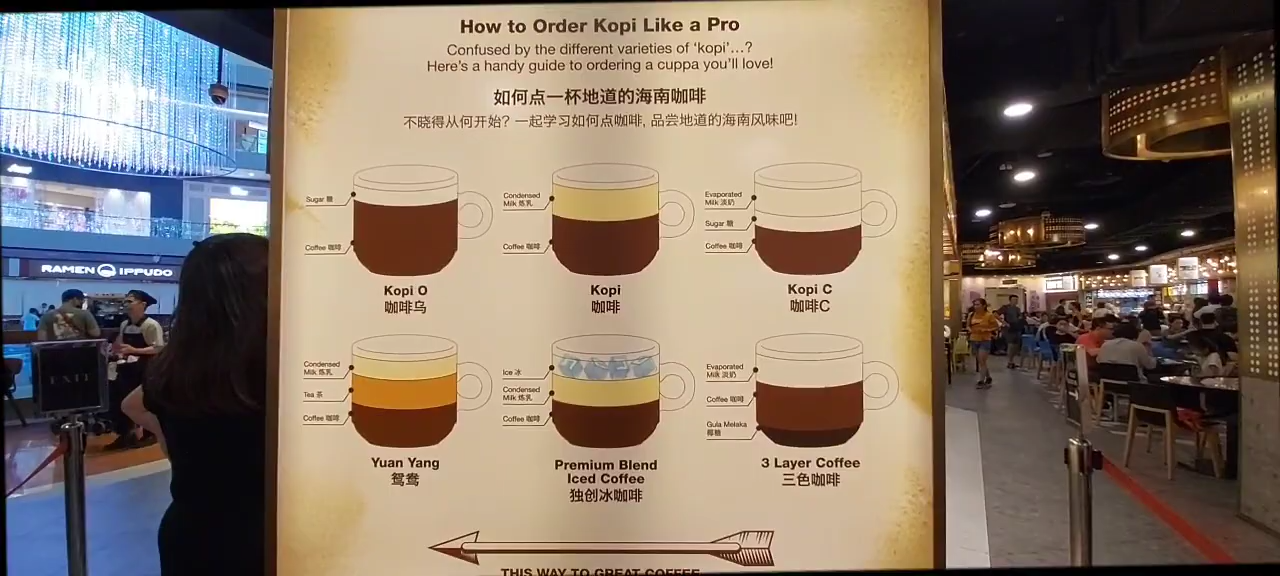 How to Order Kopi Like a Pro
Confused by the different varieties of ‘kopi’...?
Here's a handy guide to ordering a cuppa you'll love!
如何点一杯地道的海南咖啡
不晓得从何开始? 一起学习如何点咖啡, 品尝地道的海南风味吧!
Sugar 糖
Coffee 咖啡
Kopi O
咖啡乌
Condensed
Milk 炼乳
Coffee 咖啡
Kopi
咖啡
Evaporated
Milk 淡奶
Sugar 糖
Coffee 咖啡
Kopi C
咖啡C
Condensed
Milk 炼乳
Tea 茶
Coffee 咖啡
Yuan Yang
鸳鸯
Ice 冰
Condensed
Milk 炼乳
Coffee 咖啡
Premium Blend
Iced Coffee
独创冰咖啡
Evaporated
Milk 淡奶
Coffee 咖啡
Gula Melaka
椰糖
3 Layer Coffee
三色咖啡
THIS WAY TO GREAT COFFEE
RAMEN IPPUDO
EXIT